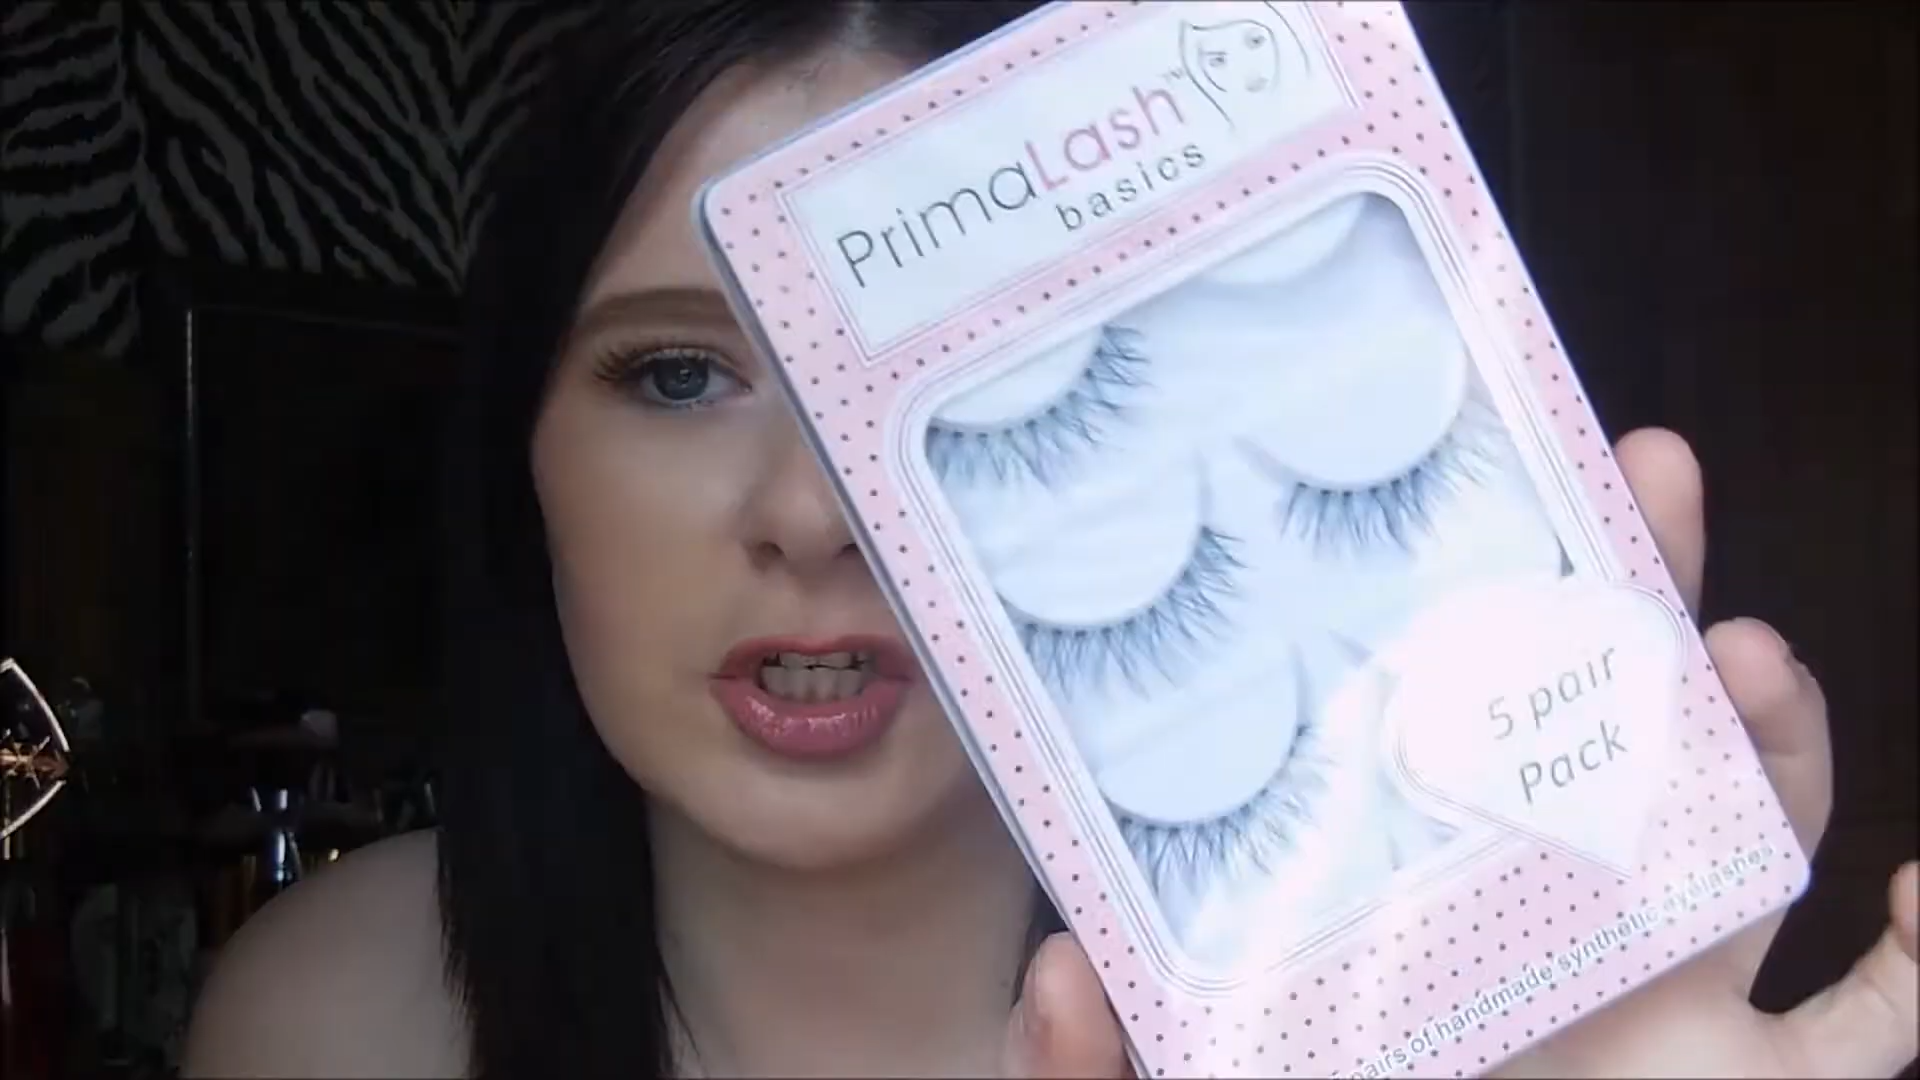 PrimaLash™
basics
5 pair
Pack
pairs of handmade synthetic eyelashes